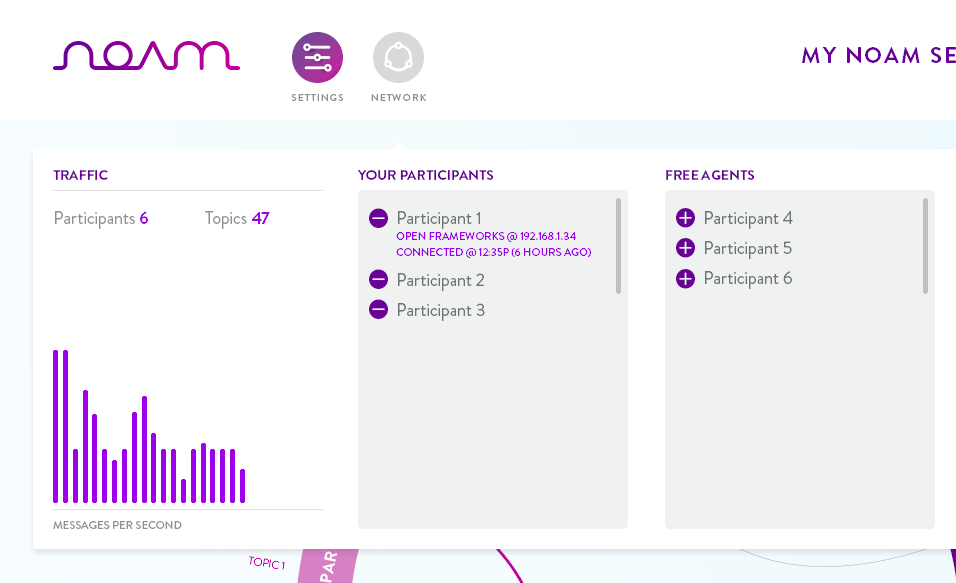 noam
SETTINGS
NETWORK
MY NOAM SE
TRAFFIC
Participants 6
Topics 47
MESSAGES PER SECOND
YOUR PARTICIPANTS
Participant 1
OPEN FRAMEWORKS @ 192.168.1.34
CONNECTED @ 12:35P (6 HOURS AGO)
Participant 2
Participant 3
FREE AGENTS
Participant 4
Participant 5
Participant 6
TOPIC 1
PAR